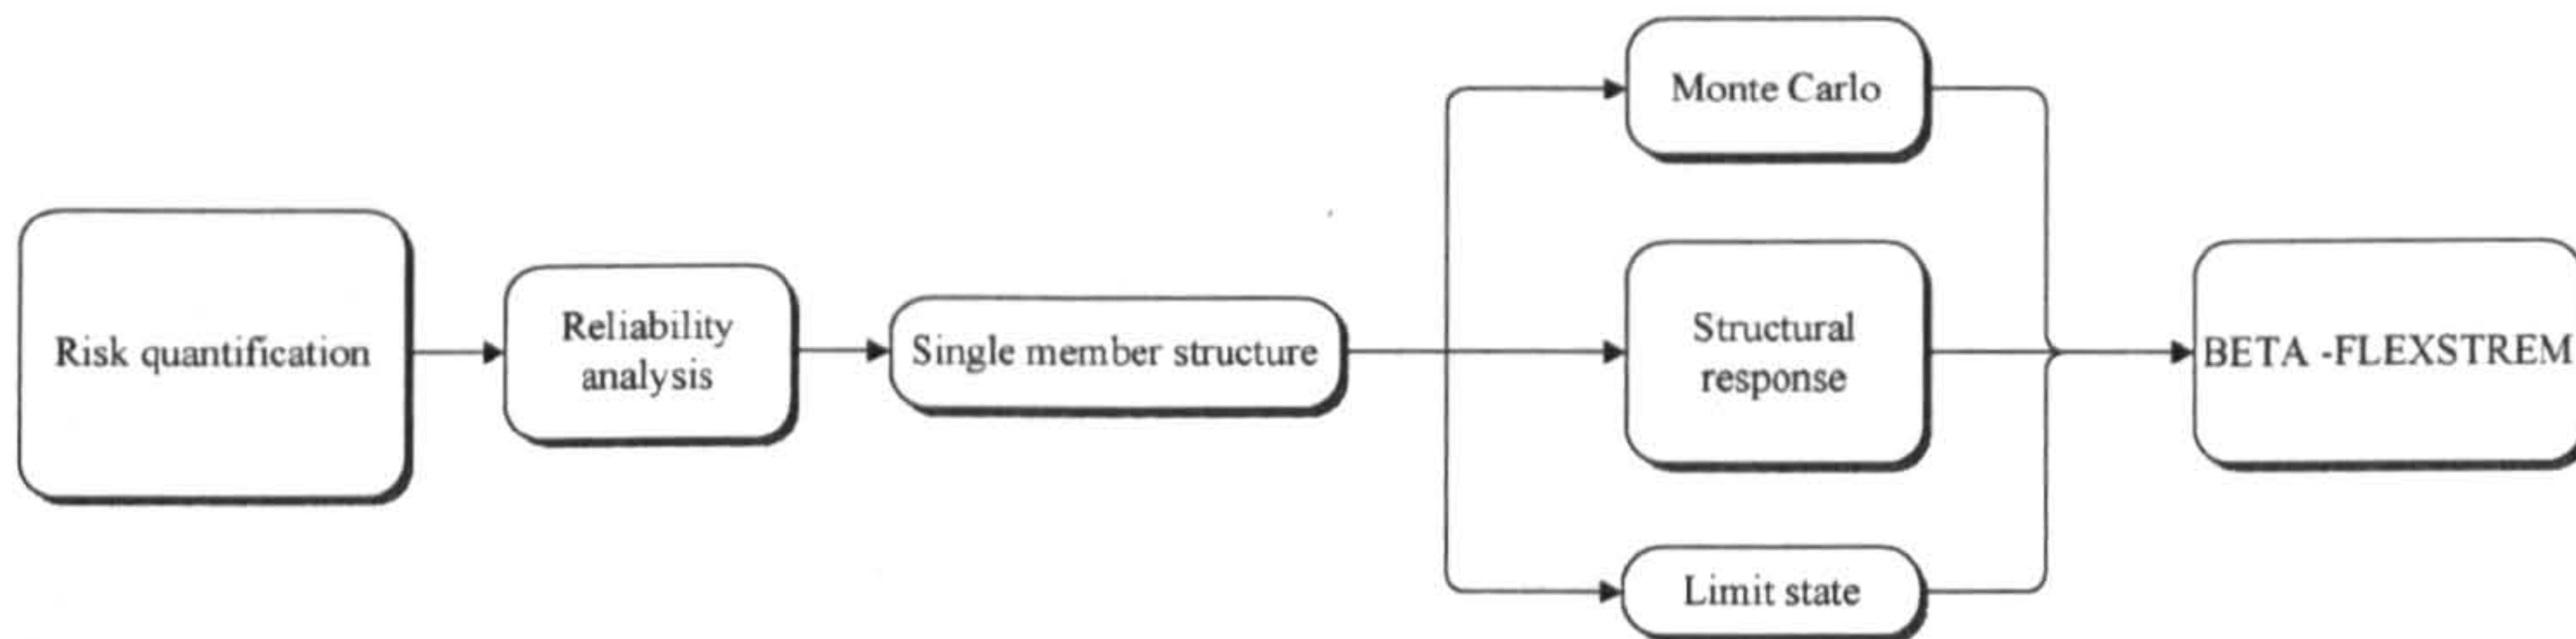 Risk quantification
Reliability
analysis
Single member structure
Monte Carlo
Structural
response
Limit state
BETA -FLEXSTREM